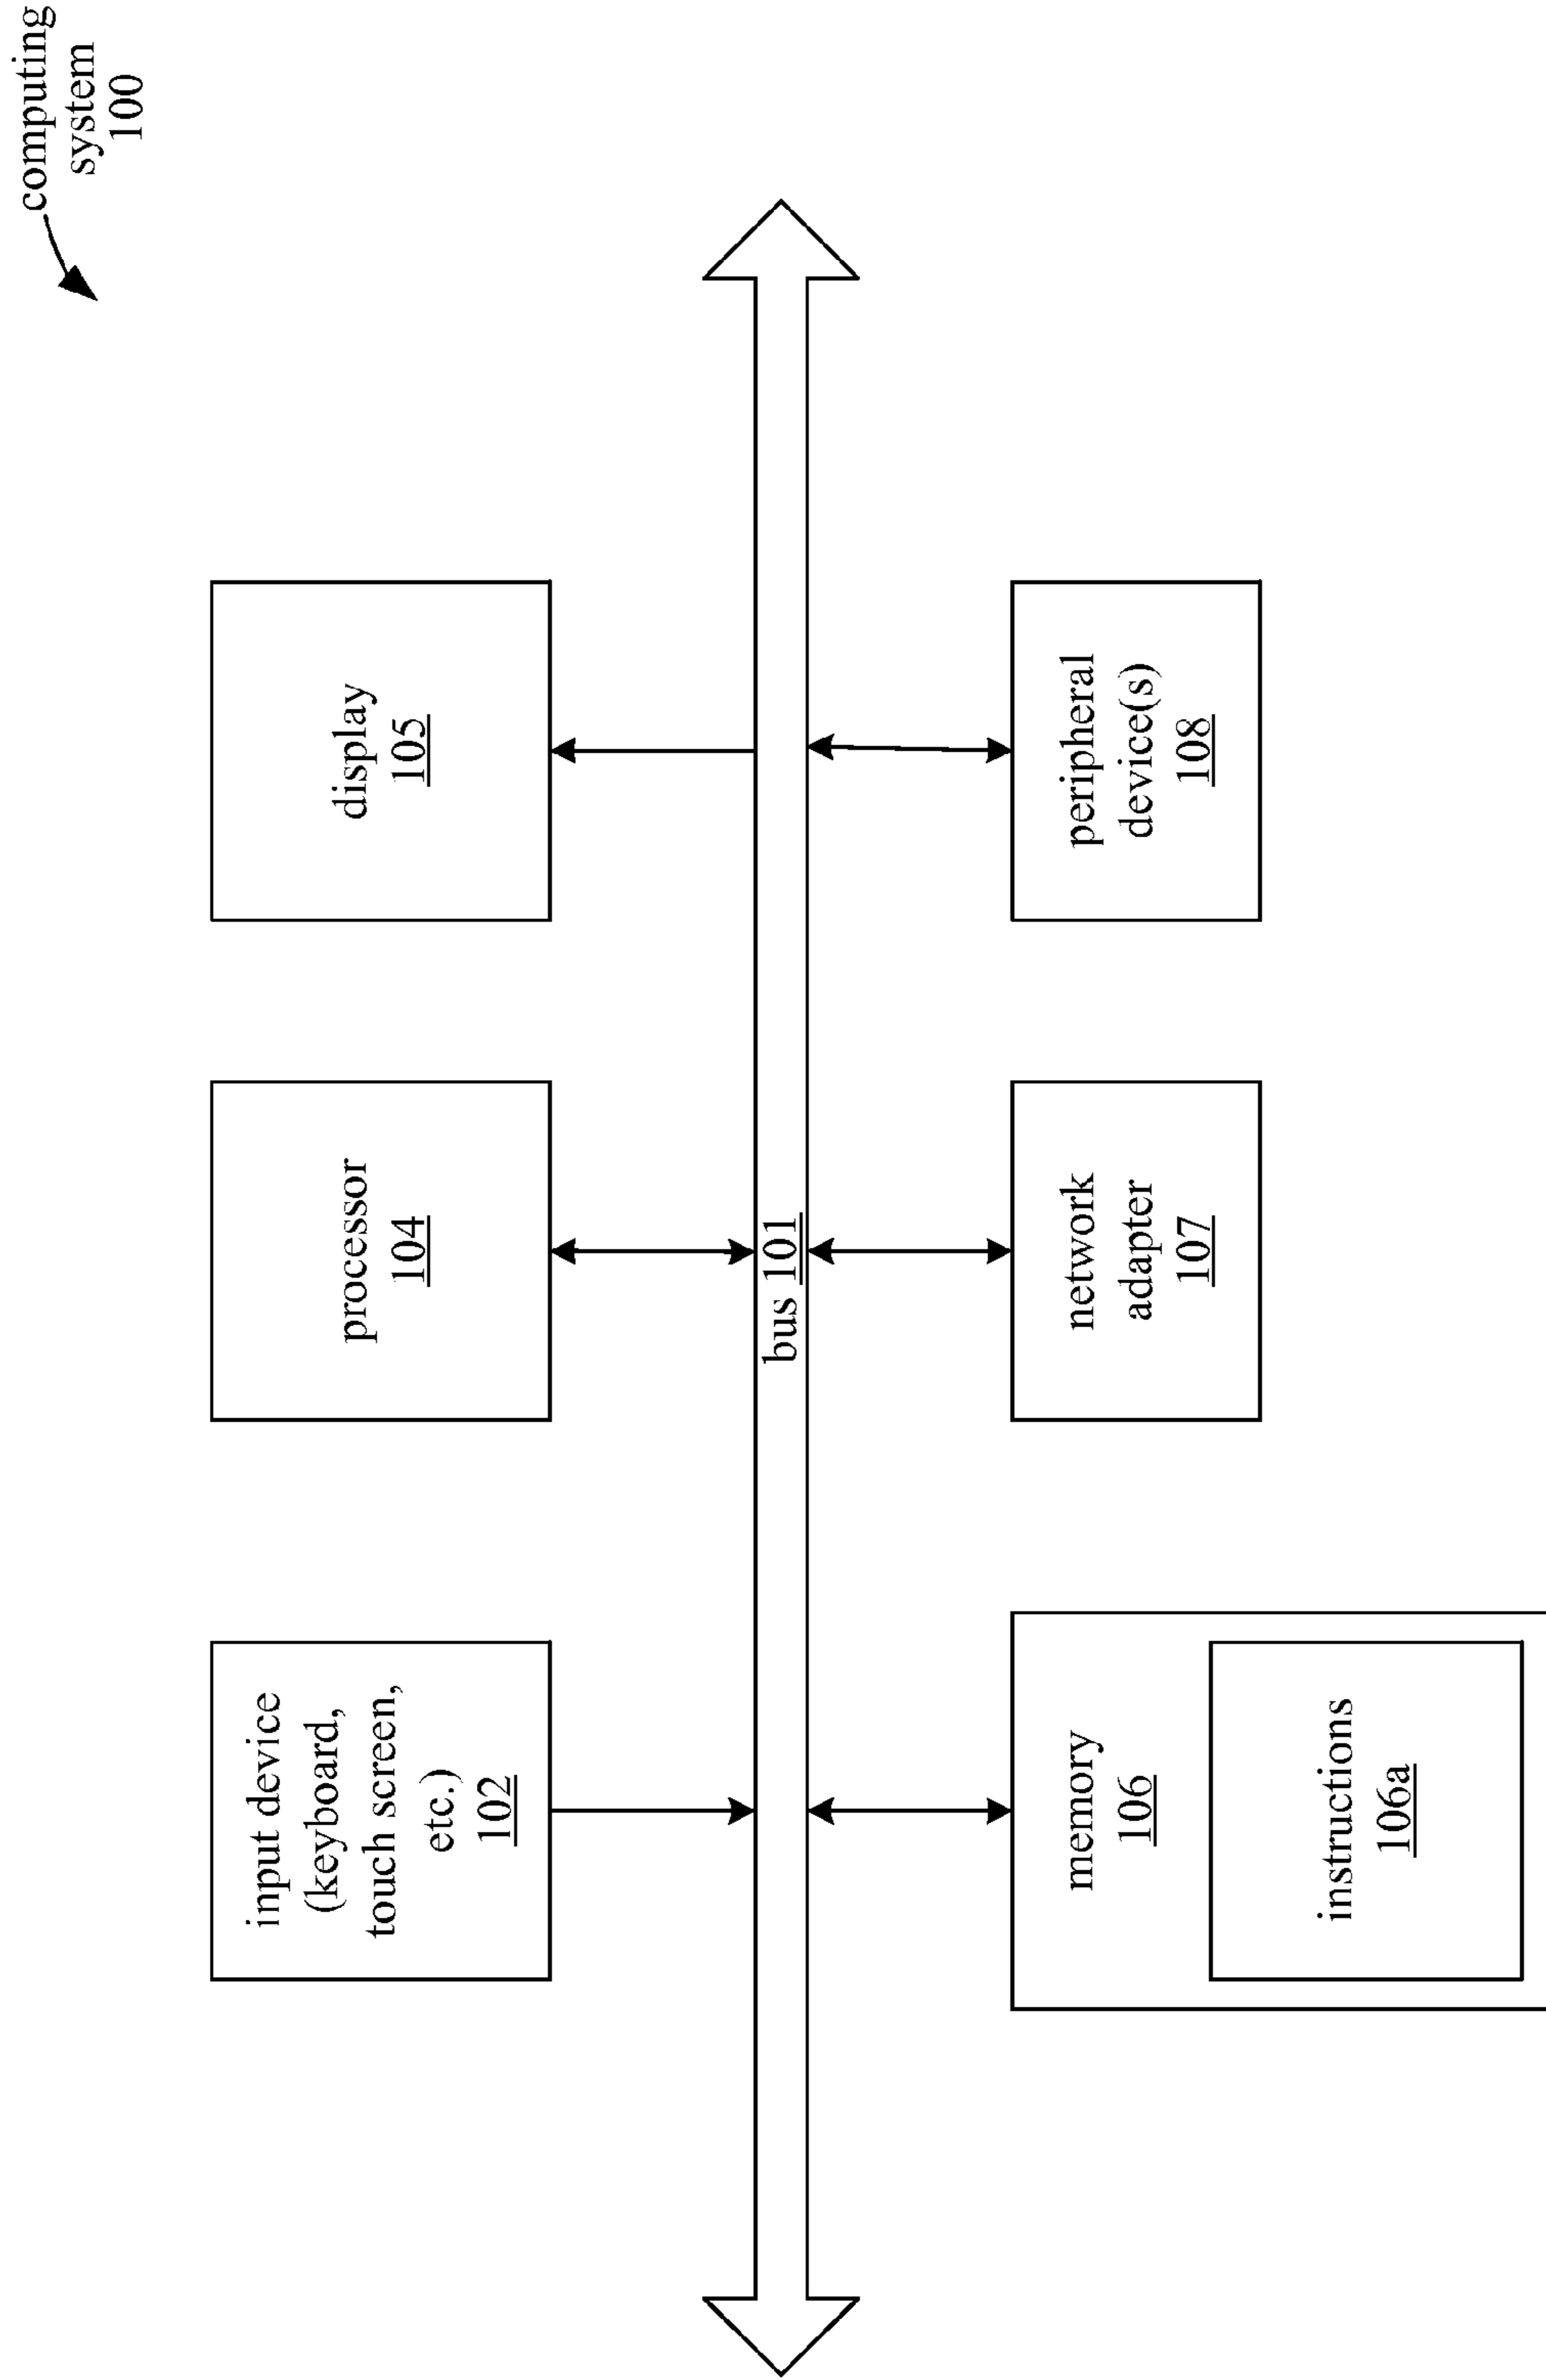 computing
system
100
input device
(keyboard,
touch screen,
etc.)
102
processor
104
display
105
bus 101
memory
106
instructions
106a
network
adapter
107
peripheral
device(s)
108